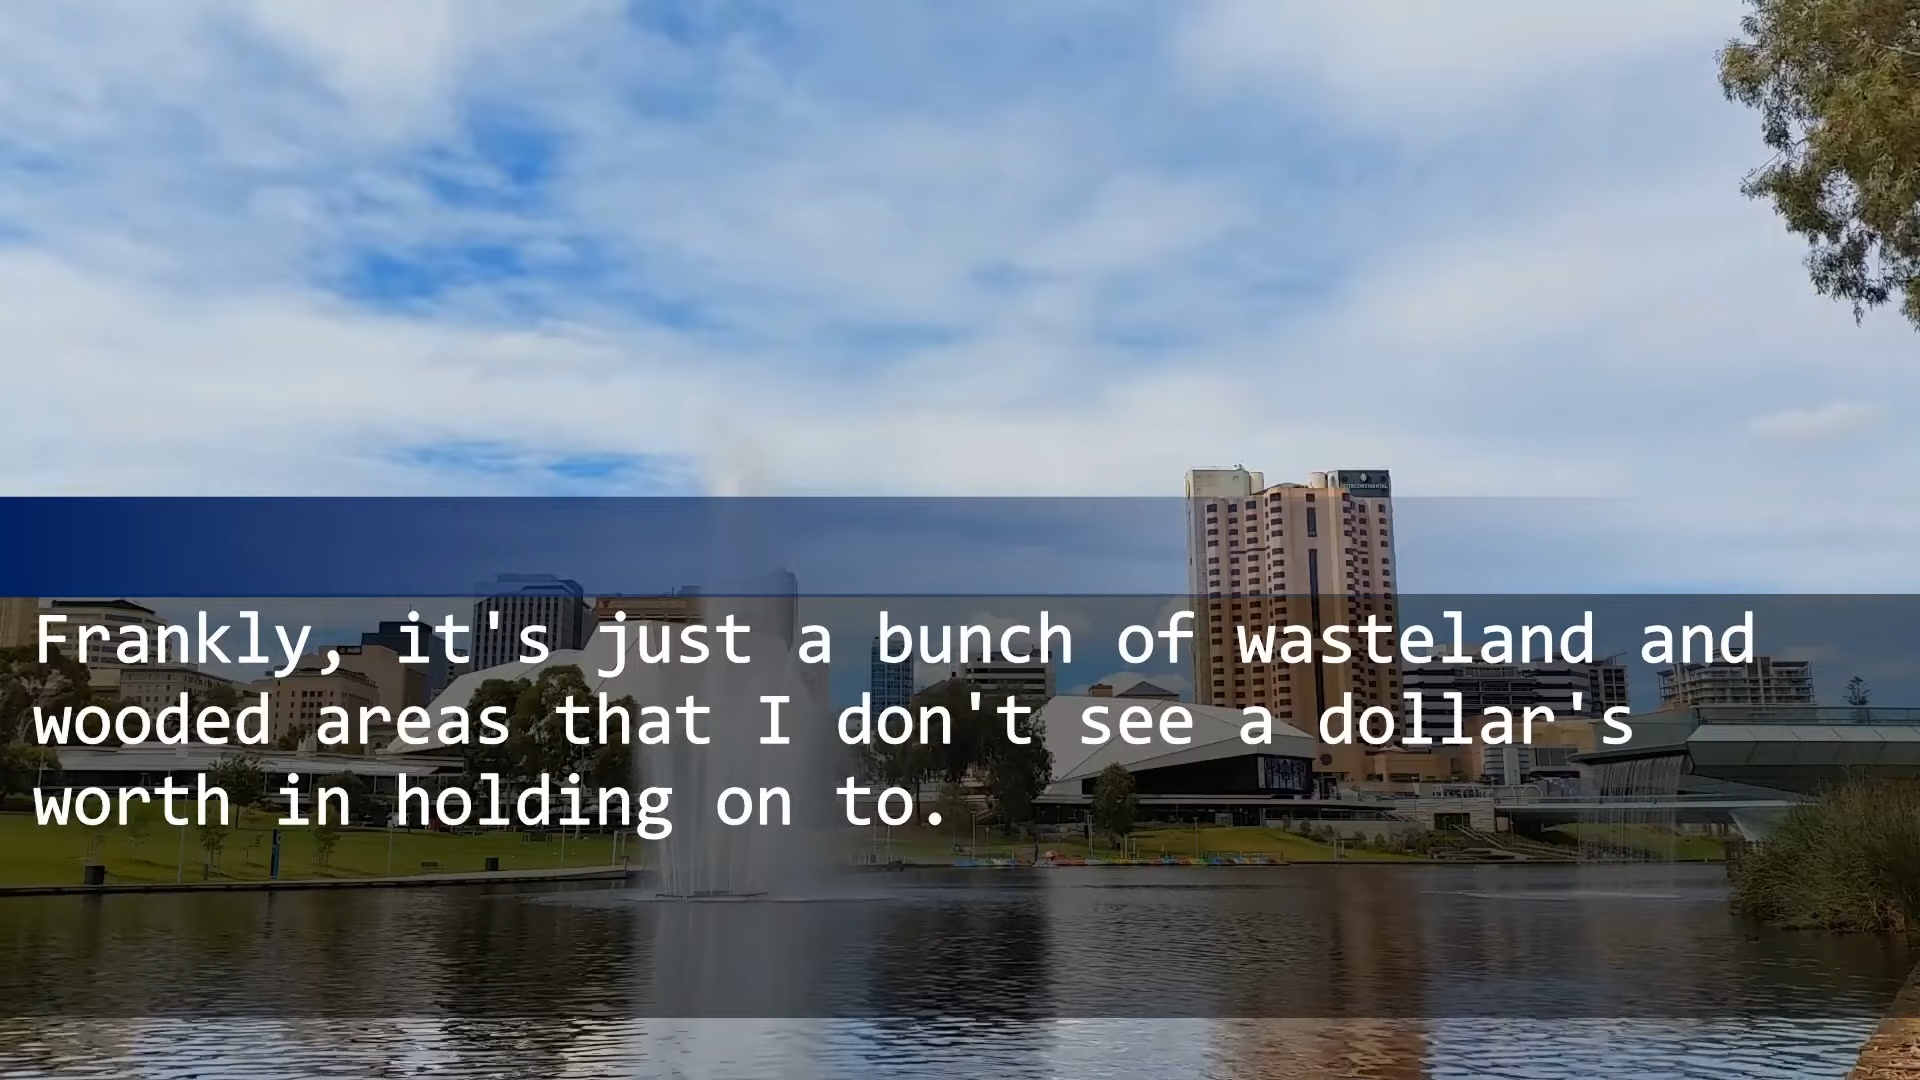 Frankly, it's just a bunch of wasteland and
wooded areas that I don't see a dollar's
worth in holding on to.